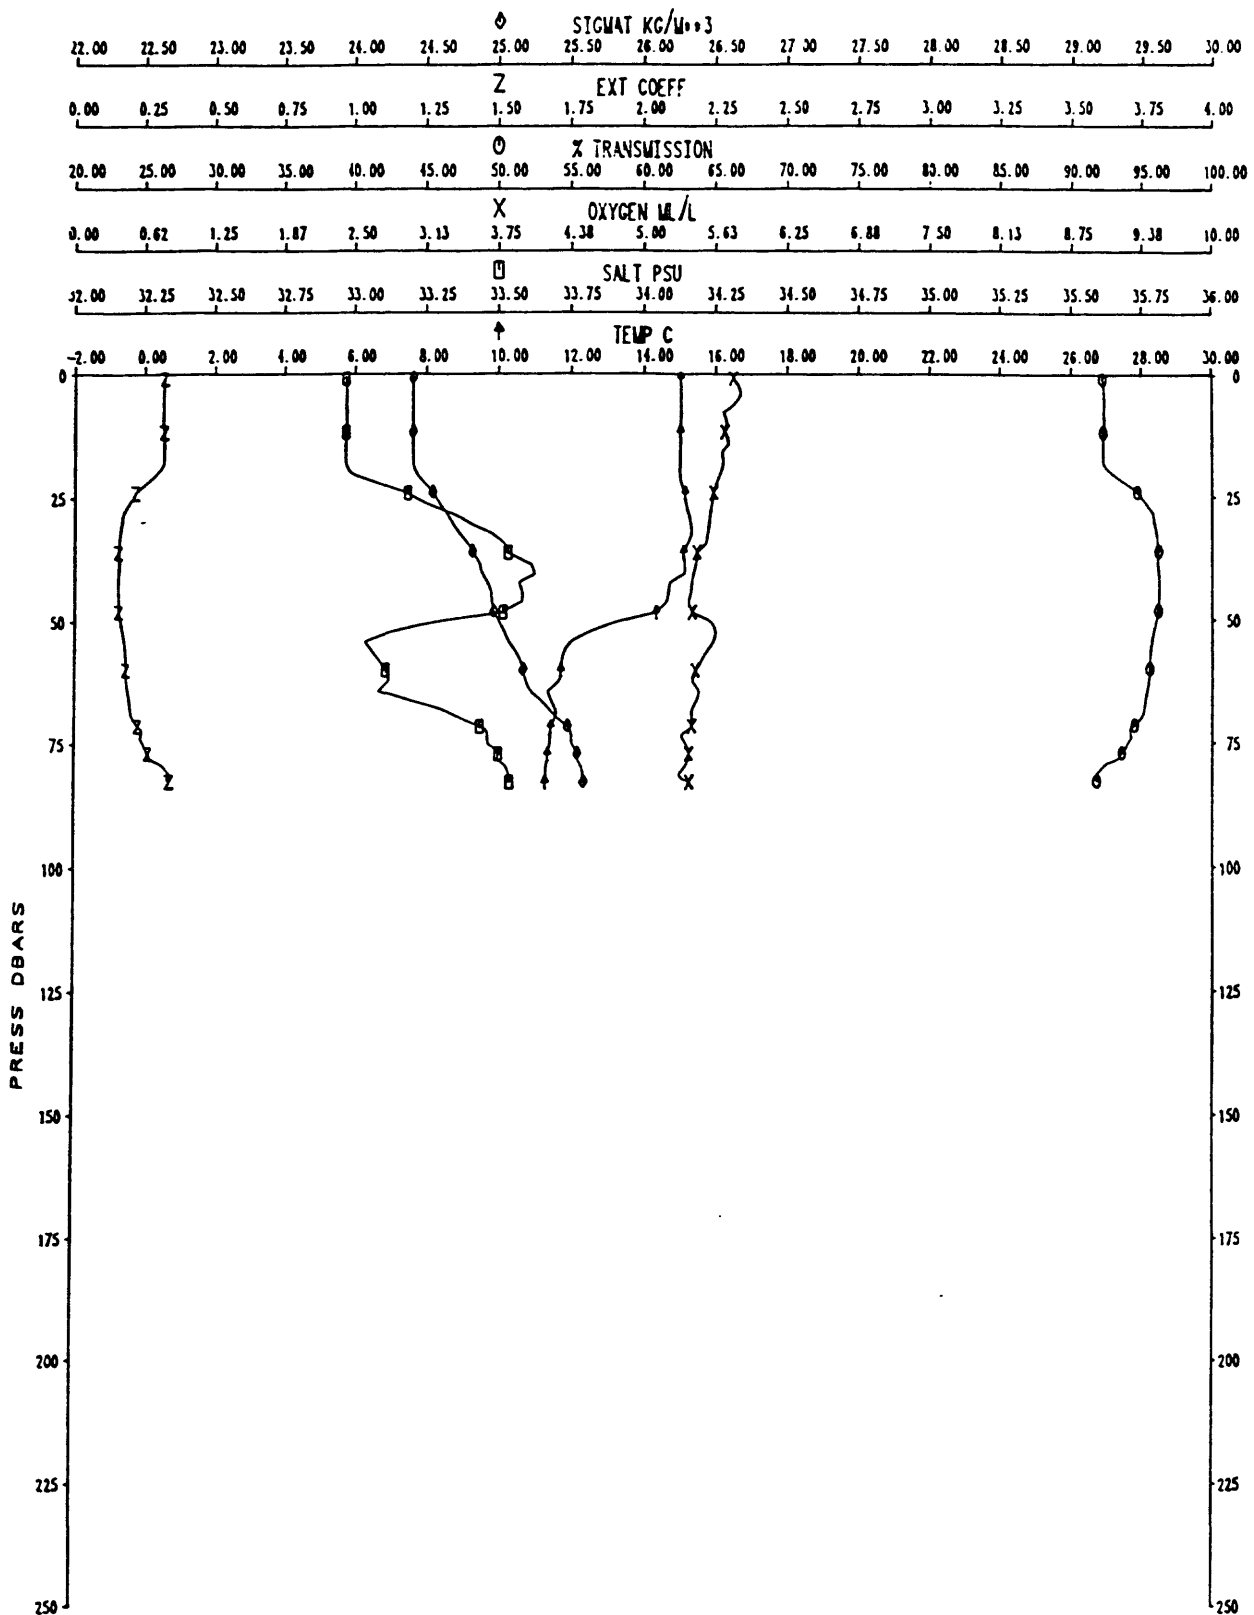 SIGMAT KG/M**3
22.00 22.50 23.00 23.50 24.00 24.50 25.00 25.50 26.00 26.50 27.00 27.50 28.00 28.50 29.00 29.50 30.00
Z EXT COEFF
0.00 0.25 0.50 0.75 1.00 1.25 1.50 1.75 2.00 2.25 2.50 2.75 3.00 3.25 3.50 3.75 4.00
% TRANSMISSION
20.00 25.00 30.00 35.00 40.00 45.00 50.00 55.00 60.00 65.00 70.00 75.00 80.00 85.00 90.00 95.00 100.00
X OXYGEN ML/L
0.00 0.62 1.25 1.87 2.50 3.13 3.75 4.38 5.00 5.63 6.25 6.88 7.50 8.13 8.75 9.38 10.00
SALT PSU
32.00 32.25 32.50 32.75 33.00 33.25 33.50 33.75 34.00 34.25 34.50 34.75 35.00 35.25 35.50 35.75 36.00
TEMP C
-2.00 0.00 2.00 4.00 6.00 8.00 10.00 12.00 14.00 16.00 18.00 20.00 22.00 24.00 26.00 28.00 30.00
0 0
25 25
50 50
75 75
100 100
PRESS DBARS
125 125
150 150
175 175
200 200
225 225
250 250